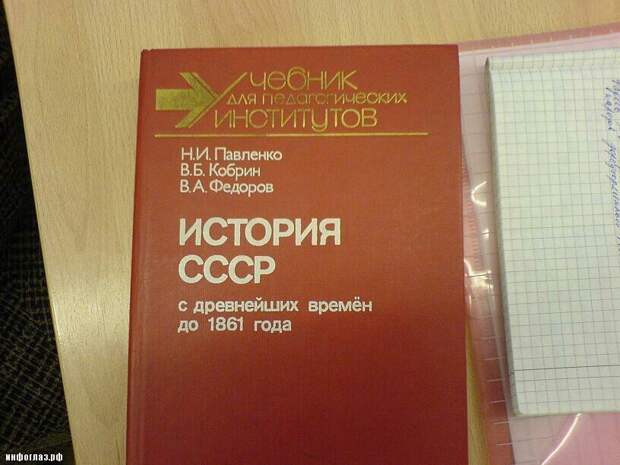 Учебник
для педагогических
институтов
Н.И. Павленко
В.Б. Кобрин
В.А. Федоров
ИСТОРИЯ
СССР
с древнейших времён
до 1861 года
инфоглаз.рф